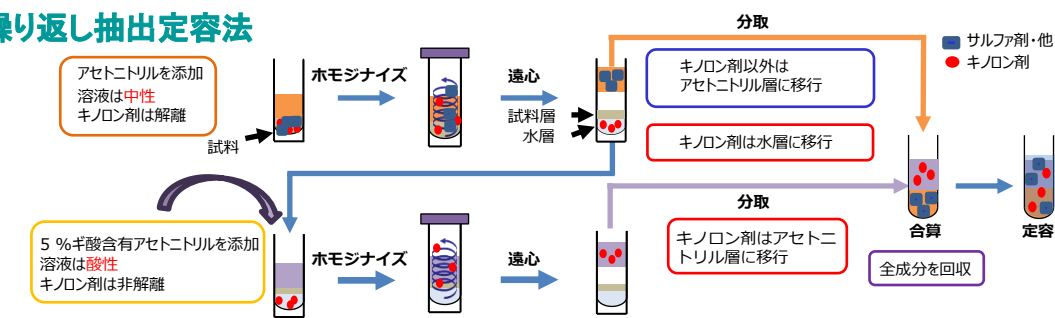 繰り返し抽出定容法
分取
サルファ剤・他
キノロン剤
アセトニトリルを添加
溶液は中性
キノロン剤は解離
ホモジナイズ
遠心
キノロン剤以外は
アセトニトリル層に移行
試料
試料層
水層
キノロン剤は水層に移行
5 %ギ酸含有アセトニトリルを添加
溶液は酸性
キノロン剤は非解離
ホモジナイズ
遠心
分取
キノロン剤はアセトニ
トリル層に移行
合算
定容
全成分を回収